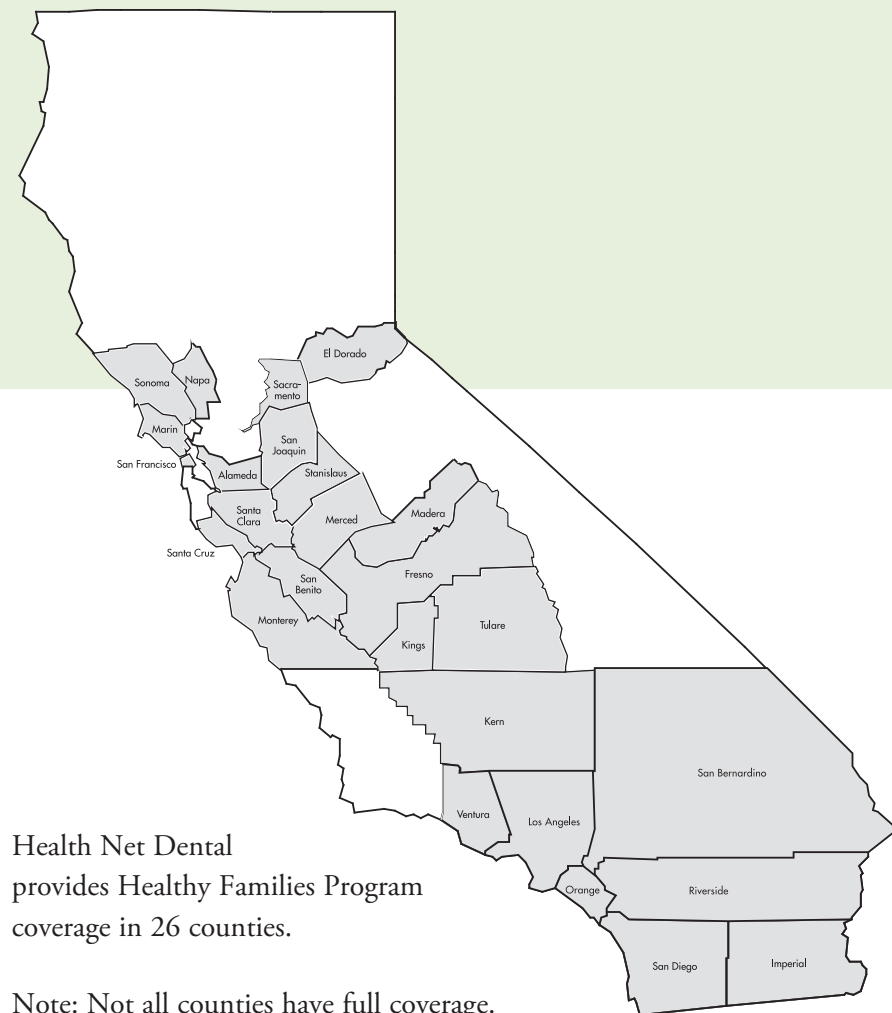 El Dorado
Sonoma
Napa
Sacra-
mento
Marin
San
Joaquin
San Francisco
Alameda
Stanislaus
Santa
Clara
Merced
Madera
Santa Cruz
Fresno
San
Benito
Monterey
Tulare
Kings
Kern
San Bernardino
Ventura
Los Angeles
Orange
Riverside
San Diego
Imperial
Health Net Dental
provides Healthy Families Program
coverage in 26 counties.
Note: Not all counties have full coverage.